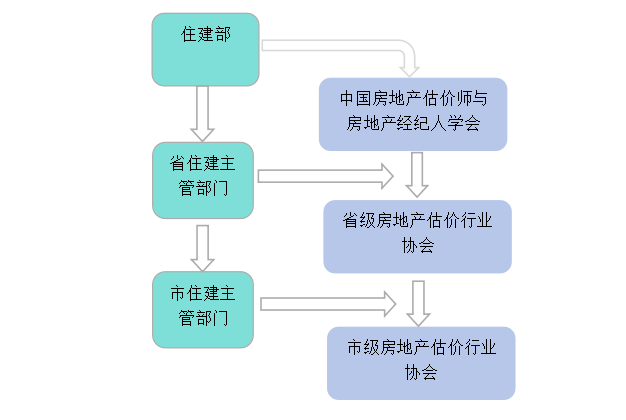 住建部
中国房地产估价师与
房地产经纪人学会
省住建主
管部门
省级房地产估价行业
协会
市住建主
管部门
市级房地产估价行业
协会